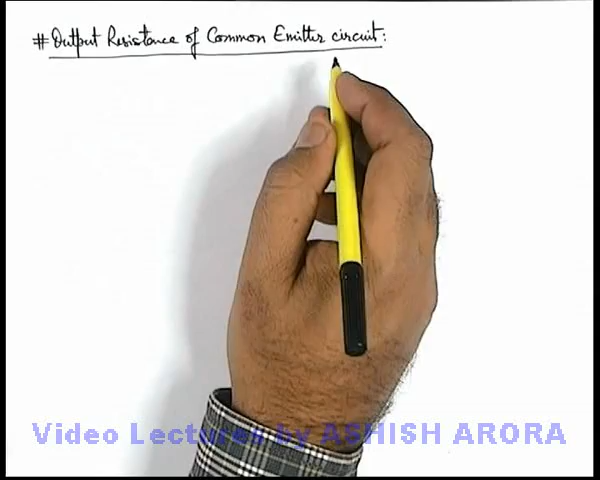 # Output Resistance of Common Emitter circuit:
Video Lectures by ASHISH ARORA